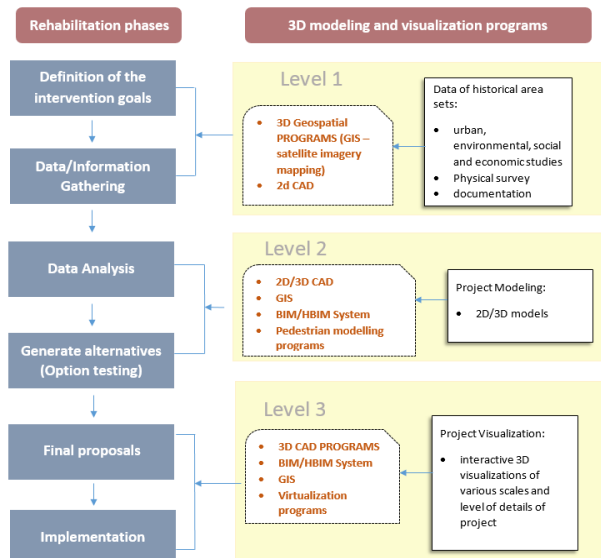 Rehabilitation phases
3D modeling and visualization programs
Definition of the
intervention goals
Data/Information
Gathering
Data Analysis
Generate alternatives
(Option testing)
Final proposals
Implementation
Level 1
• 3D Geospatial
PROGRAMS (GIS –
satellite imagery
mapping)
• 2d CAD
Data of historical area
sets:
• urban,
environmental, social
and economic studies
• Physical survey
• documentation
Level 2
• 2D/3D CAD
• GIS
• BIM/HBIM System
• Pedestrian modelling
programs
Project Modeling:
• 2D/3D models
Level 3
• 3D CAD PROGRAMS
• BIM/HBIM System
• GIS
• Virtualization
programs
Project Visualization:
• interactive 3D
visualizations of
various scales and
level of details of
project